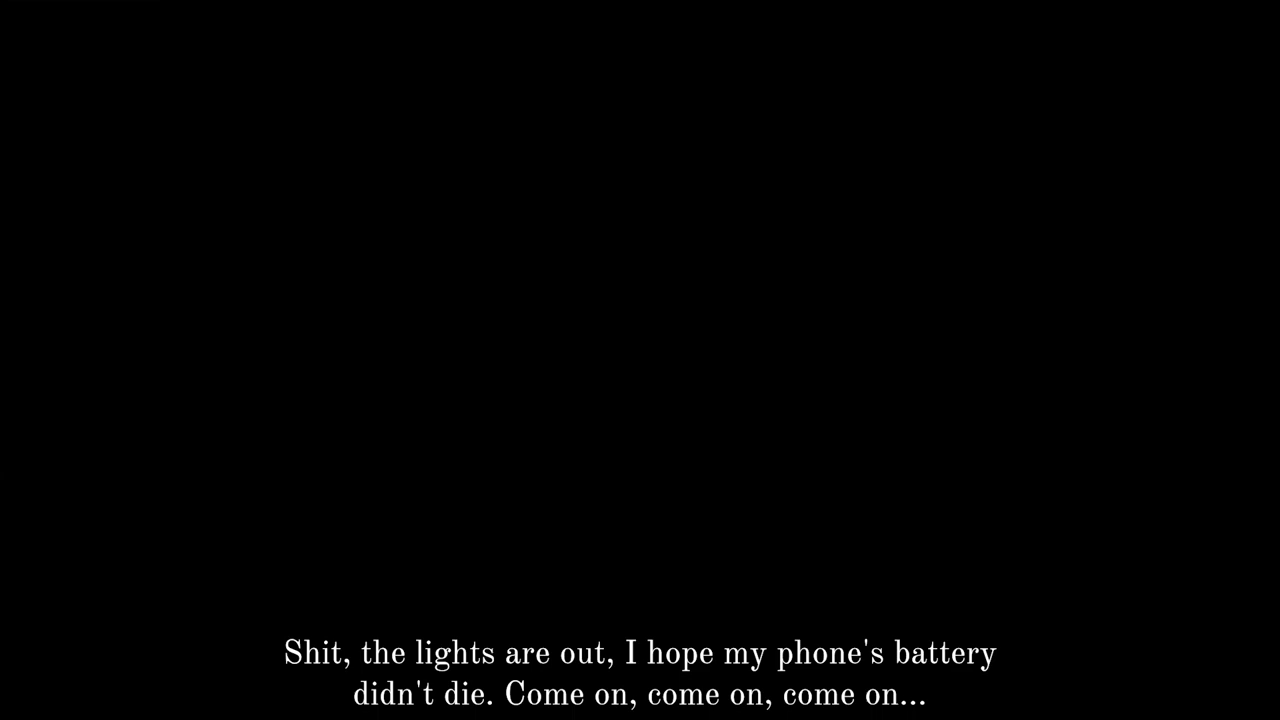 Shit, the lights are out, I hope my phone's battery
didn't die. Come on, come on, come on...